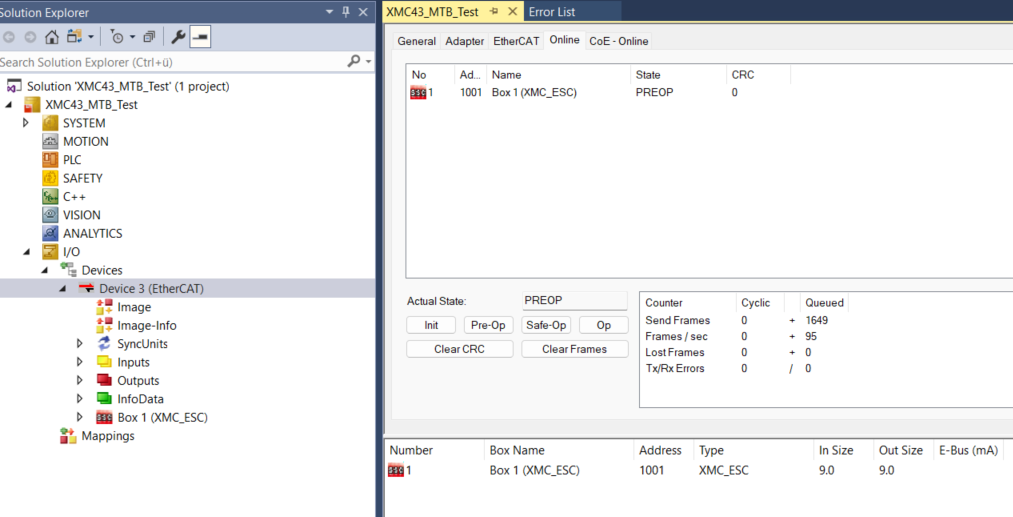 Solution Explorer
Search Solution Explorer (Ctrl+ü)
Solution 'XMC43_MTB_Test' (1 project)
XMC43_MTB_Test
SYSTEM
MOTION
PLC
SAFETY
C++
VISION
ANALYTICS
I/O
Devices
Device 3 (EtherCAT)
Image
Image-Info
SyncUnits
Inputs
Outputs
InfoData
Box 1 (XMC_ESC)
Mappings
XMC43_MTB_Test Error List
General Adapter EtherCAT Online CoE - Online
No Ad... Name State CRC
1 1001 Box 1 (XMC_ESC) PREOP 0
Actual State: PREOP
Init Pre-Op Safe-Op Op
Clear CRC Clear Frames
Counter Cyclic Queued
Send Frames 0 + 1649
Frames / sec 0 + 95
Lost Frames 0 + 0
Tx/Rx Errors 0 / 0
Number Box Name Address Type In Size Out Size E-Bus (mA)
1 Box 1 (XMC_ESC) 1001 XMC_ESC 9.0 9.0